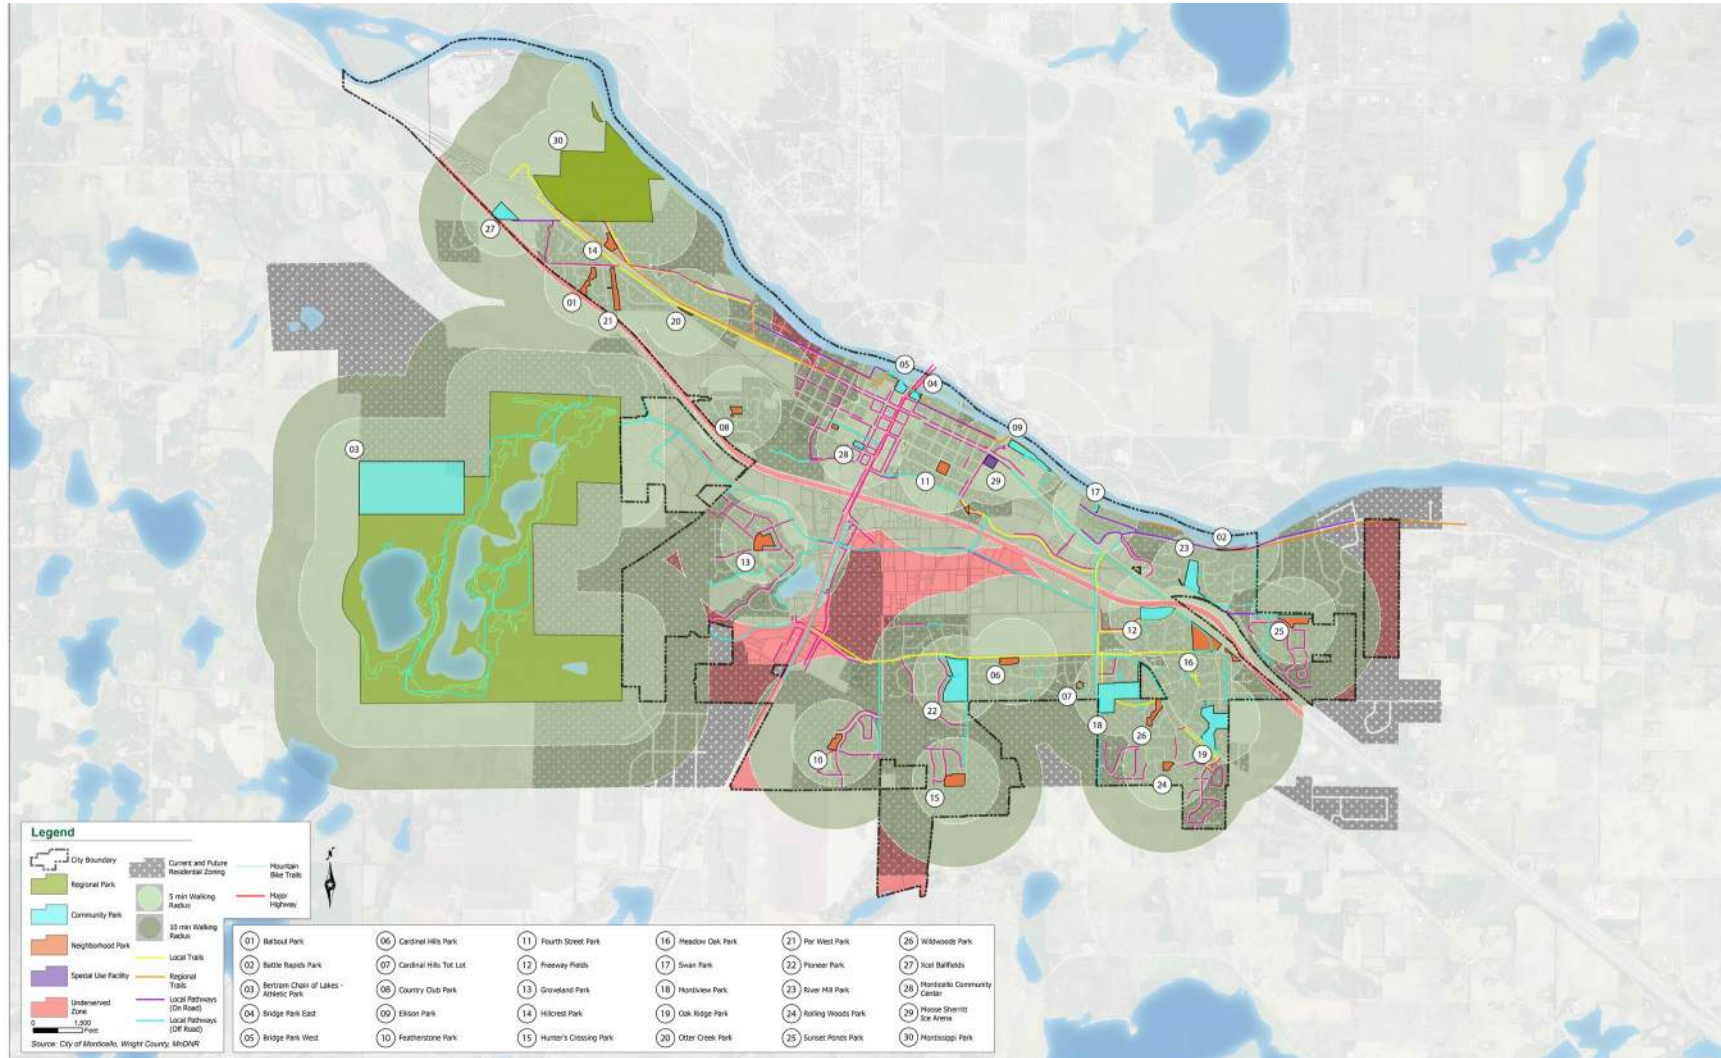 30
27
14
01
21
20
05
04
08
03
09
28
11
29
17
02
23
13
12
25
16
06
07
22
18
26
19
10
24
15
Legend
City Boundary
Regional Park
Community Park
Neighborhood Park
Special Use Facility
Underserved
Zone
0 1,500
Feet
Current and Future
Residential Zoning
5 min Walking
Radius
10 min Walking
Radius
Local Trails
Regional
Trails
Local Pathways
(On Road)
Local Pathways
(Off Road)
Mountain
Bike Trails
Major
Highway
Source: City of Monticello, Wright County, MnDNR
N
01 Balboul Park
02 Battle Rapids Park
03 Bertram Chain of Lakes -
Athletic Park
04 Bridge Park East
05 Bridge Park West
06 Cardinal Hills Park
07 Cardinal Hills Tot Lot
08 Country Club Park
09 Ellison Park
10 Featherstone Park
11 Fourth Street Park
12 Freeway Fields
13 Groveland Park
14 Hillcrest Park
15 Hunter's Crossing Park
16 Meadow Oak Park
17 Swan Park
18 Montiview Park
19 Oak Ridge Park
20 Otter Creek Park
21 Par West Park
22 Pioneer Park
23 River Mill Park
24 Rolling Woods Park
25 Sunset Ponds Park
26 Wildwoods Park
27 Xcel Ballfields
28 Monticello Community
Center
29 Moose Sherritt
Ice Arena
30 Montissippi Park